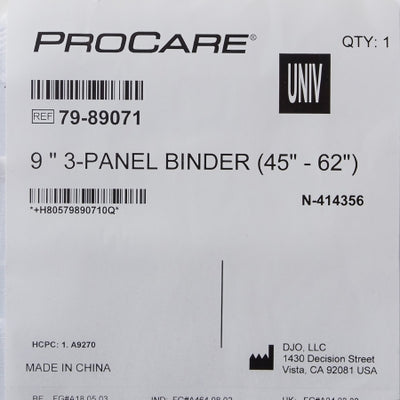 PROCARE®
QTY: 1
UNIV
REF 79-89071
9 " 3-PANEL BINDER (45" - 62")
*+H80579890710Q*
N-414356
HCPC: 1. A9270
MADE IN CHINA
DJO, LLC
1430 Decision Street
Vista, CA 92081 USA